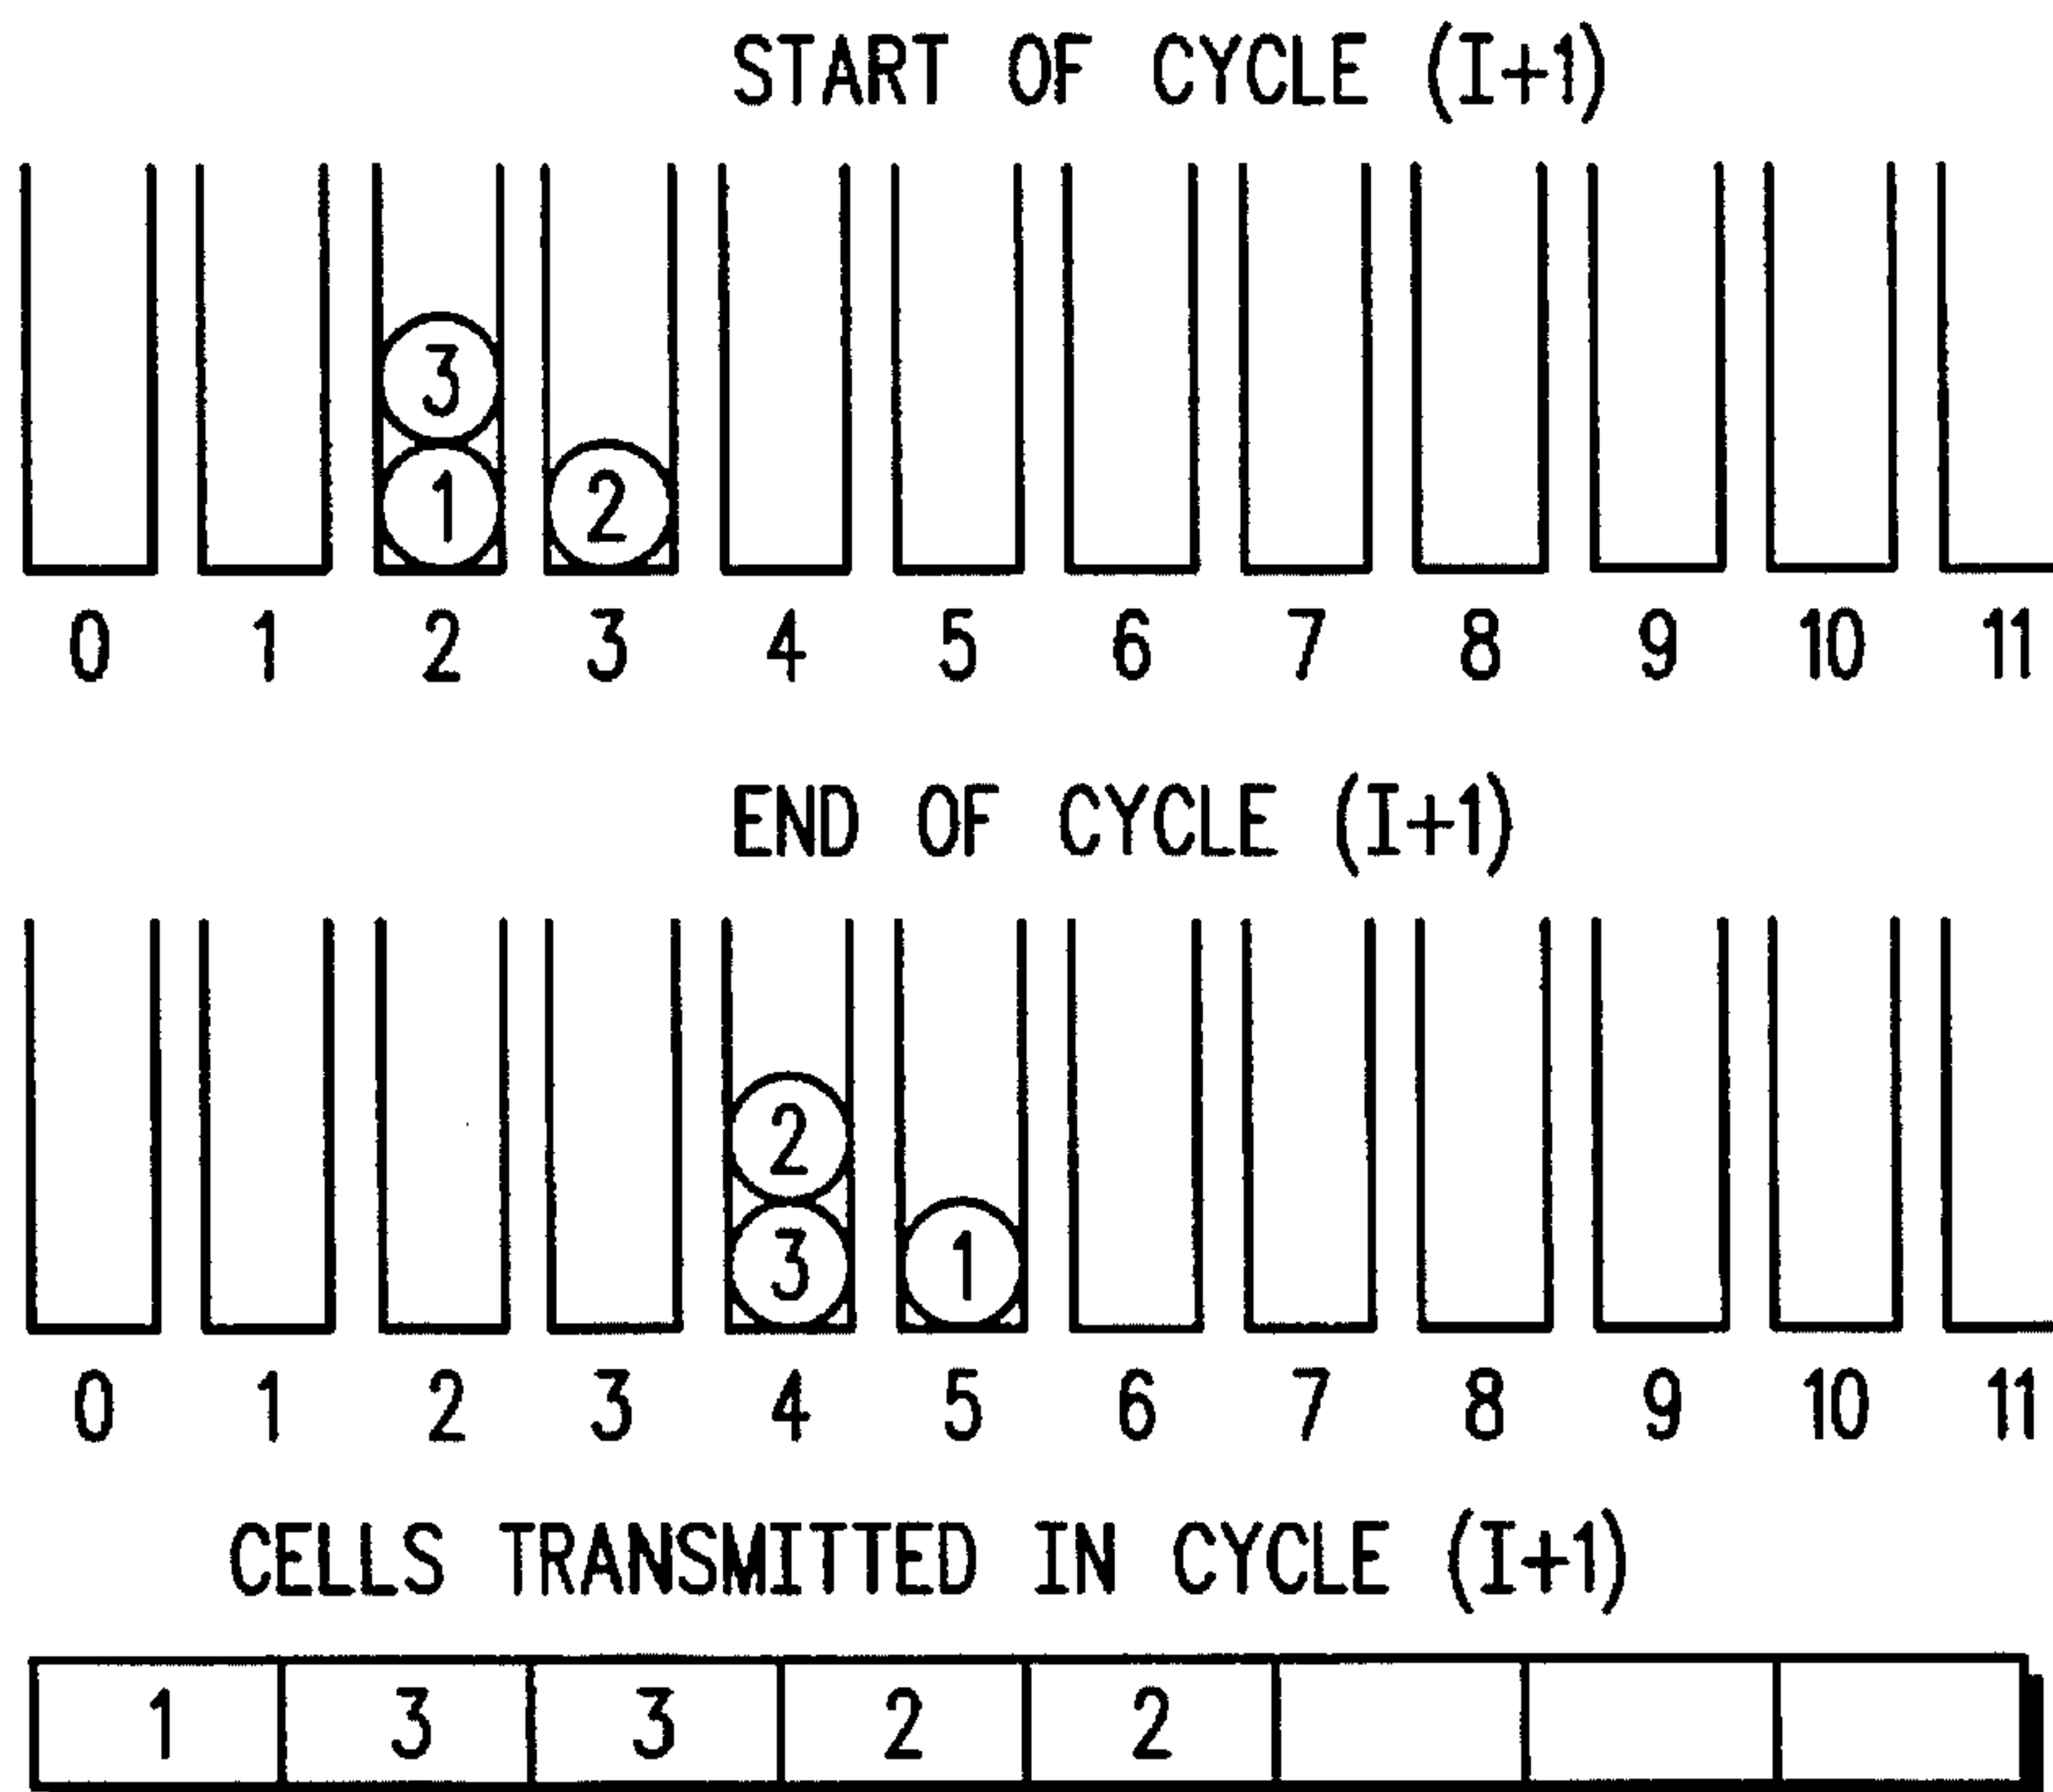 START OF CYCLE (I+1)
3
1 2
0 1 2 3 4 5 6 7 8 9 10 11
END OF CYCLE (I+1)
2
3 1
0 1 2 3 4 5 6 7 8 9 10 11
CELLS TRANSMITTED IN CYCLE (I+1)
1 3 3 2 2